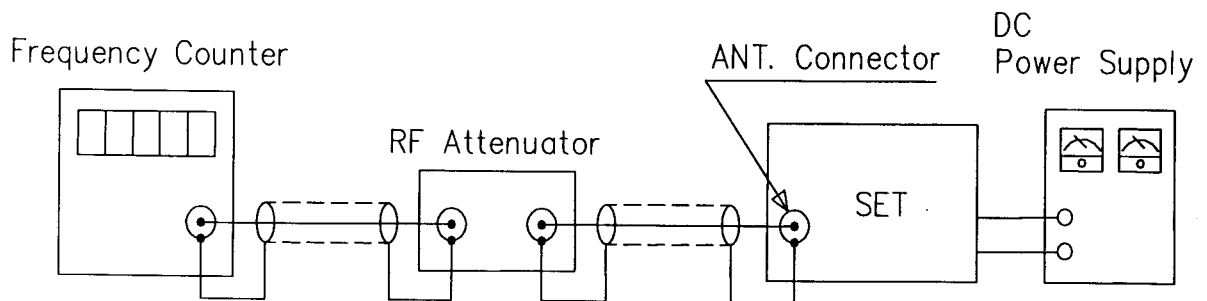 DC
Power Supply
ANT. Connector
Frequency Counter
RF Attenuator
SET